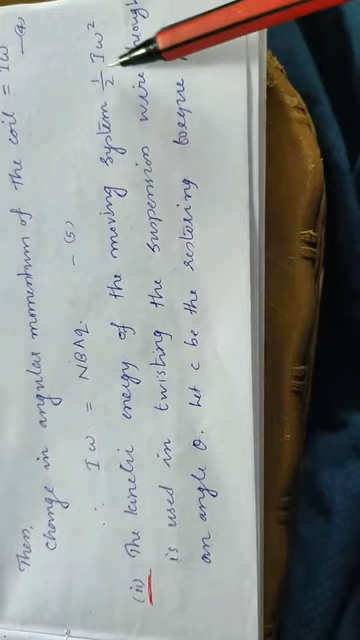 Then,
change in angular momentum of the coil = Iω
—(4)
∴ Iω = NBAq. —(5)
(ii) The kinetic energy of the moving system 1/2 Iω²
is used in twisting the suspension wire through
an angle θ. Let c be the restoring torque